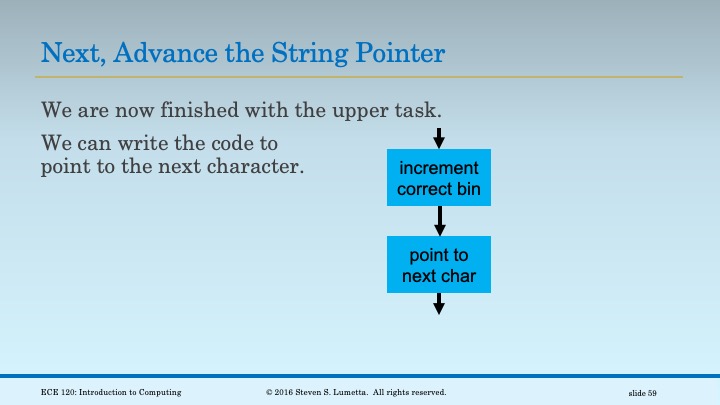 Next, Advance the String Pointer
We are now finished with the upper task.
We can write the code to
point to the next character.
increment
correct bin
point to
next char
ECE 120: Introduction to Computing
© 2016 Steven S. Lumetta. All rights reserved.
slide 59